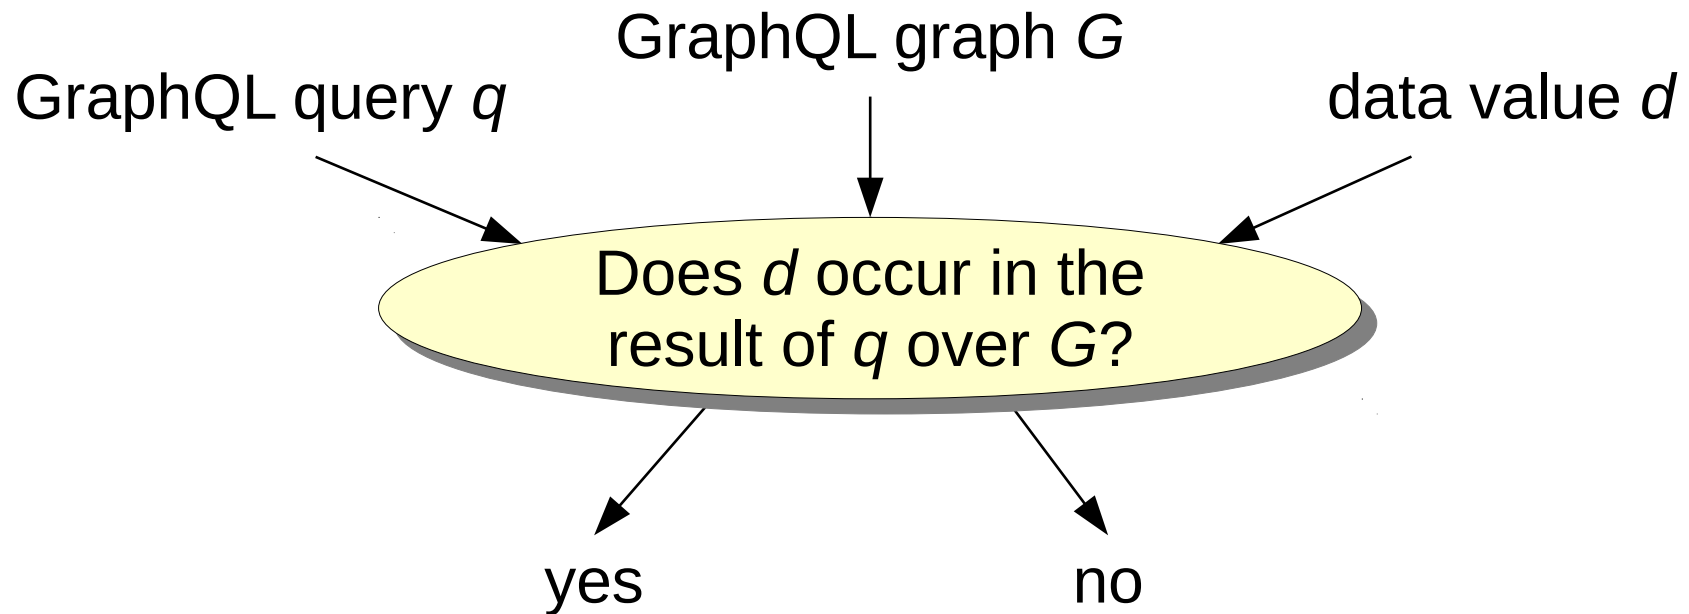 GraphQL graph G
GraphQL query q
data value d
Does d occur in the
result of q over G?
yes
no